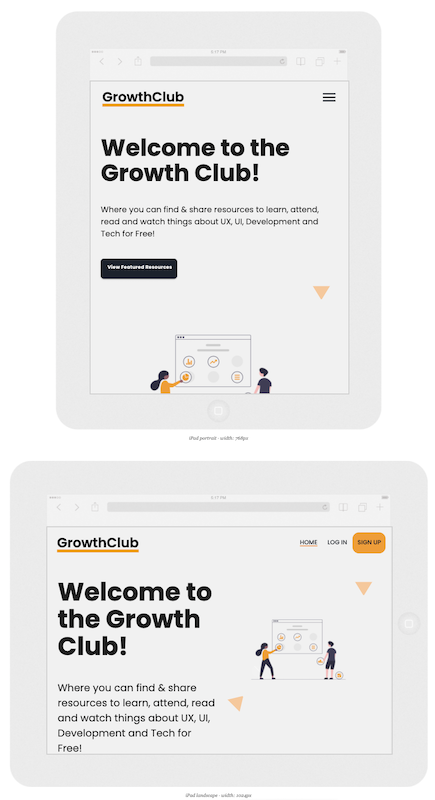 5:17 PM
GrowthClub
Welcome to the
Growth Club!
Where you can find & share resources to learn, attend,
read and watch things about UX, UI, Development and
Tech for Free!
View Featured Resources
iPad portrait · width: 768px
5:17 PM
GrowthClub
HOME
LOG IN
SIGN UP
Welcome to
the Growth
Club!
Where you can find & share
resources to learn, attend, read
and watch things about UX, UI,
Development and Tech for
Free!
iPad landscape · width: 1024px